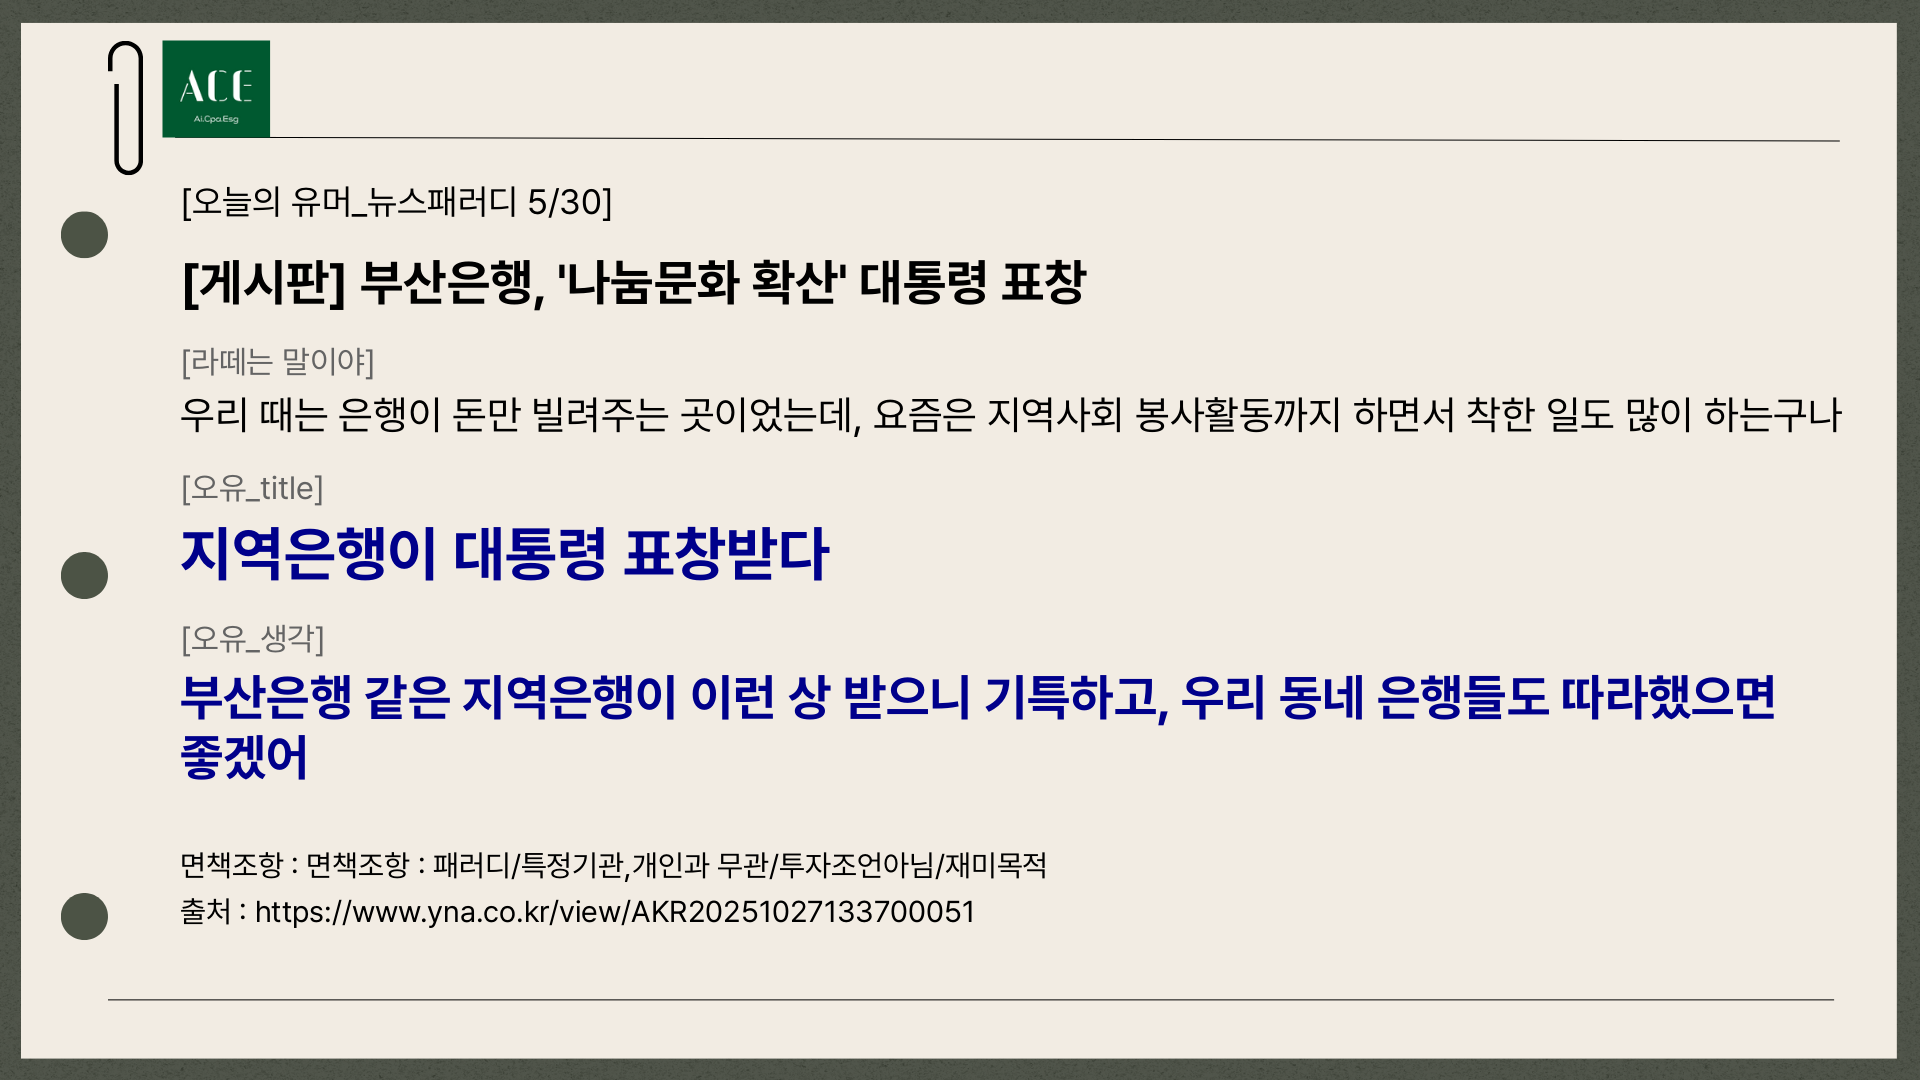 ACE
Ai.Cpa.Esg
[오늘의 유머_뉴스패러디 5/30]
[게시판] 부산은행, '나눔문화 확산' 대통령 표창
[라떼는 말이야]
우리 때는 은행이 돈만 빌려주는 곳이었는데, 요즘은 지역사회 봉사활동까지 하면서 착한 일도 많이 하는구나
[오유_title]
지역은행이 대통령 표창받다
[오유_생각]
부산은행 같은 지역은행이 이런 상 받으니 기특하고, 우리 동네 은행들도 따라했으면
좋겠어
면책조항 : 면책조항 : 패러디/특정기관,개인과 무관/투자조언아님/재미목적
출처 : https://www.yna.co.kr/view/AKR20251027133700051